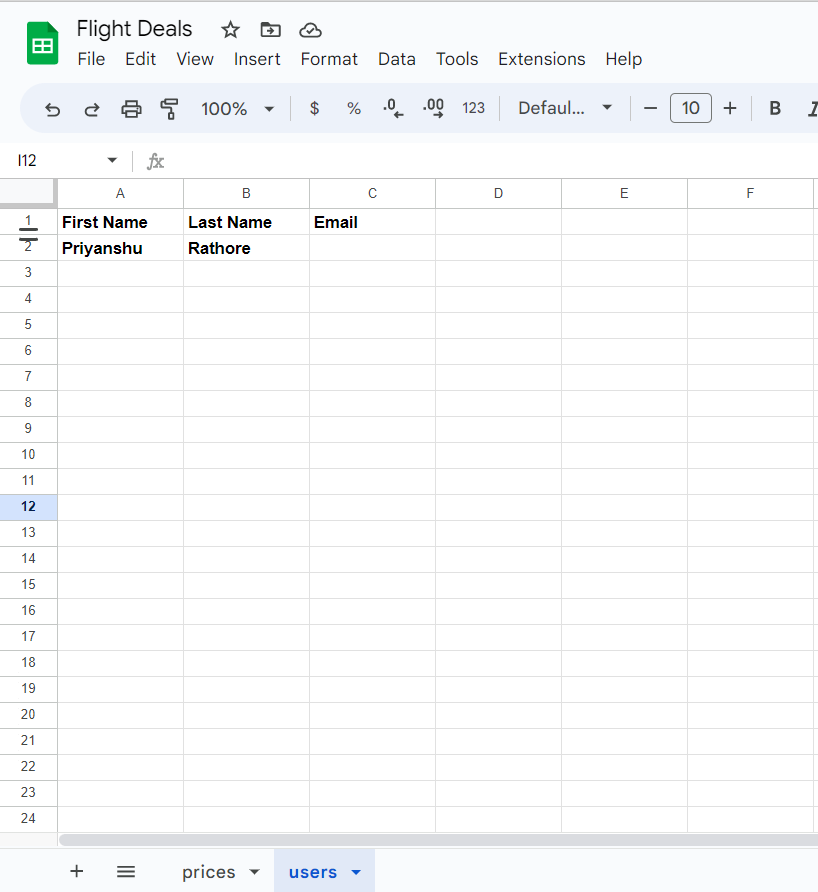 Flight Deals
File Edit View Insert Format Data Tools Extensions Help
100% $ % .0 .00 123 Defaul... − 10 + B I
I12 fx
A B C D E F
1 First Name Last Name Email
2 Priyanshu Rathore
3
4
5
6
7
8
9
10
11
12
13
14
15
16
17
18
19
20
21
22
23
24
+ prices users